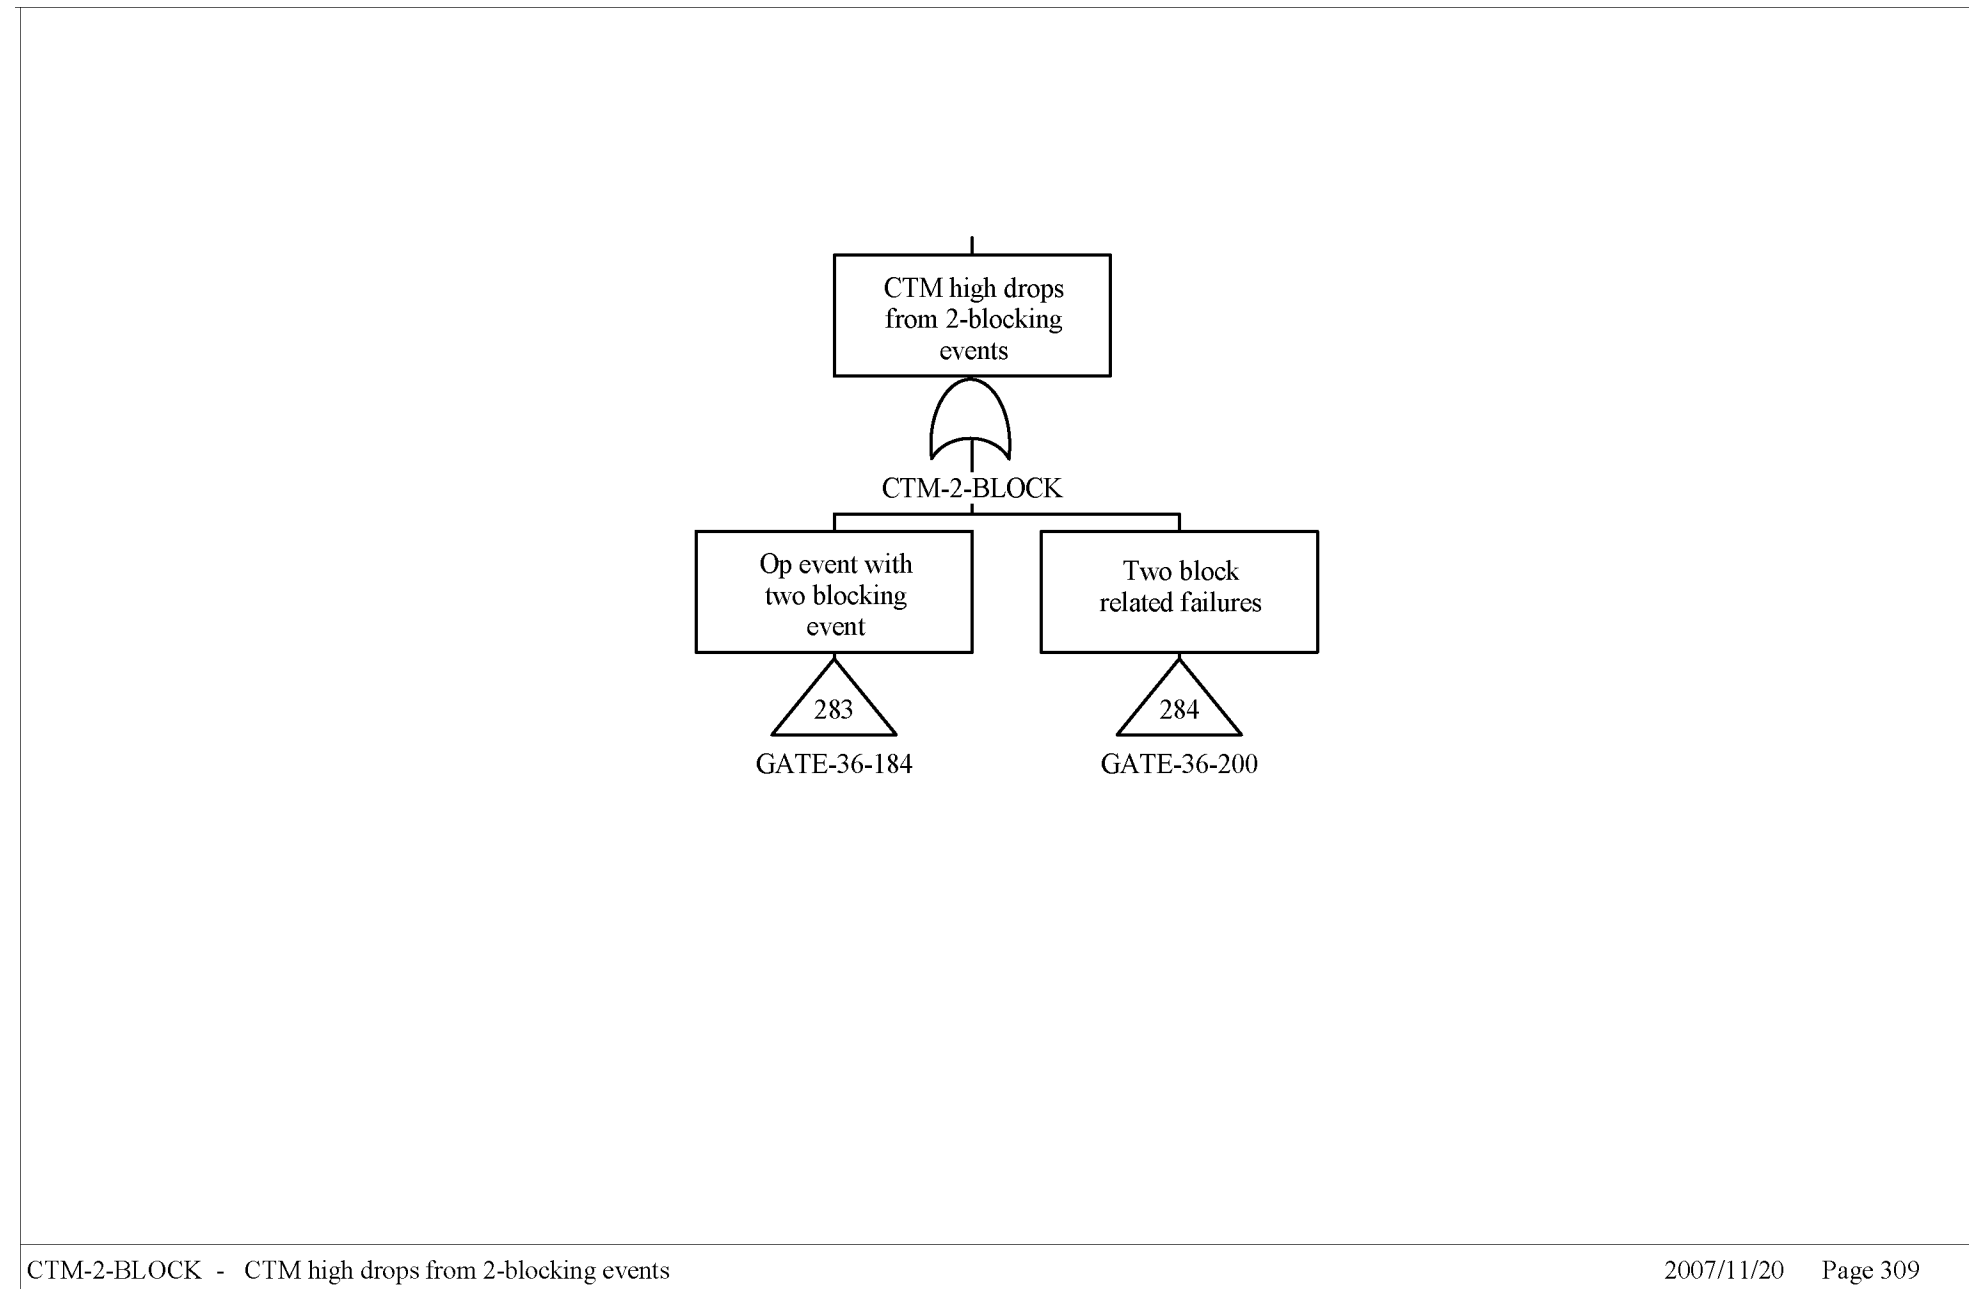 CTM high drops
from 2-blocking
events
CTM-2-BLOCK
Op event with
two blocking
event
Two block
related failures
283
284
GATE-36-184
GATE-36-200
CTM-2-BLOCK - CTM high drops from 2-blocking events
2007/11/20 Page 309